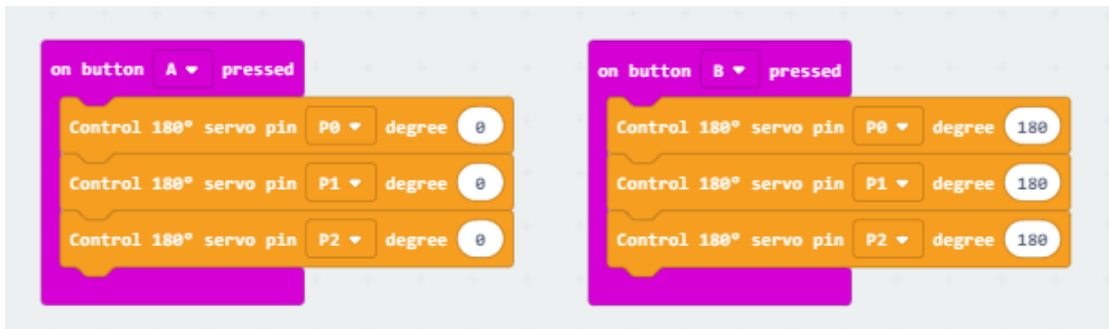 on button A pressed
Control 180° servo pin P0 degree 0
Control 180° servo pin P1 degree 0
Control 180° servo pin P2 degree 0
on button B pressed
Control 180° servo pin P0 degree 180
Control 180° servo pin P1 degree 180
Control 180° servo pin P2 degree 180